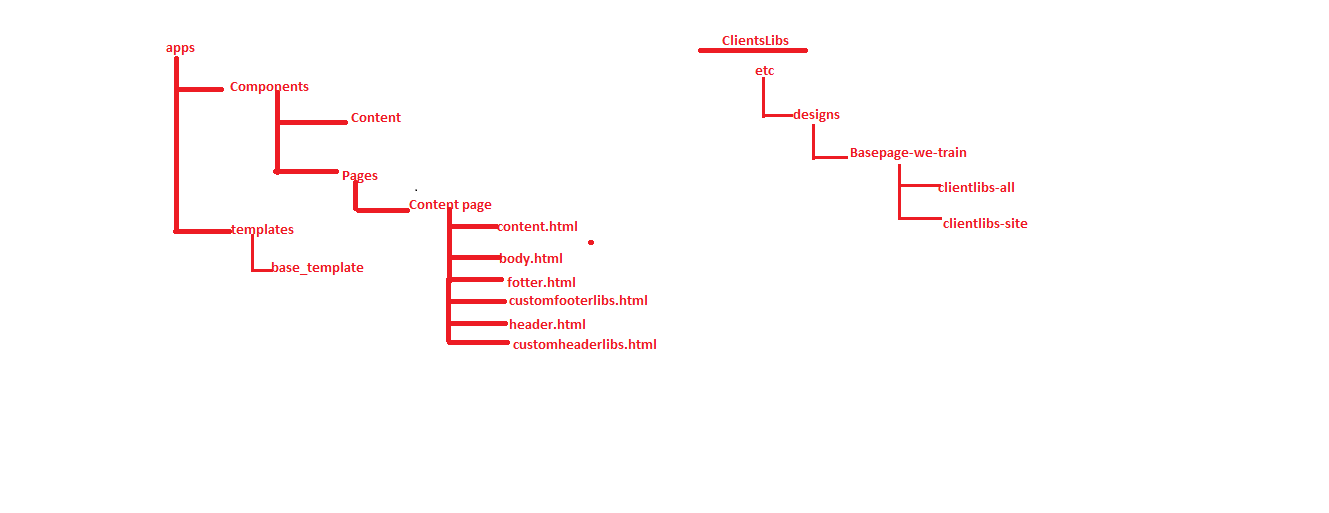 apps
Components
Content
Pages
Content page
content.html
body.html
fotter.html
customfooterlibs.html
header.html
customheaderlibs.html
templates
base_template
ClientsLibs
etc
designs
Basepage-we-train
clientlibs-all
clientlibs-site